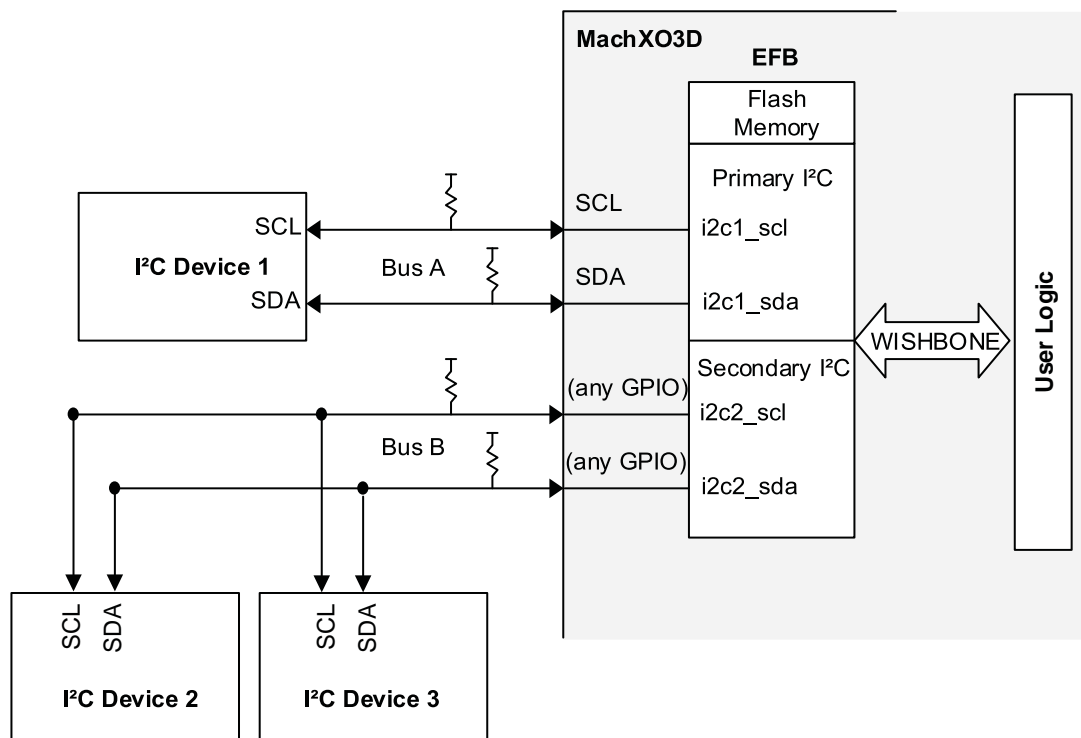 MachXO3D
EFB
Flash
Memory
Primary I²C
SCL
i2c1_scl
SDA
i2c1_sda
SCL
I²C Device 1
SDA
Bus A
WISHBONE
User Logic
Secondary I²C
(any GPIO)
i2c2_scl
Bus B
(any GPIO)
i2c2_sda
SCL
SDA
I²C Device 2
SCL
SDA
I²C Device 3